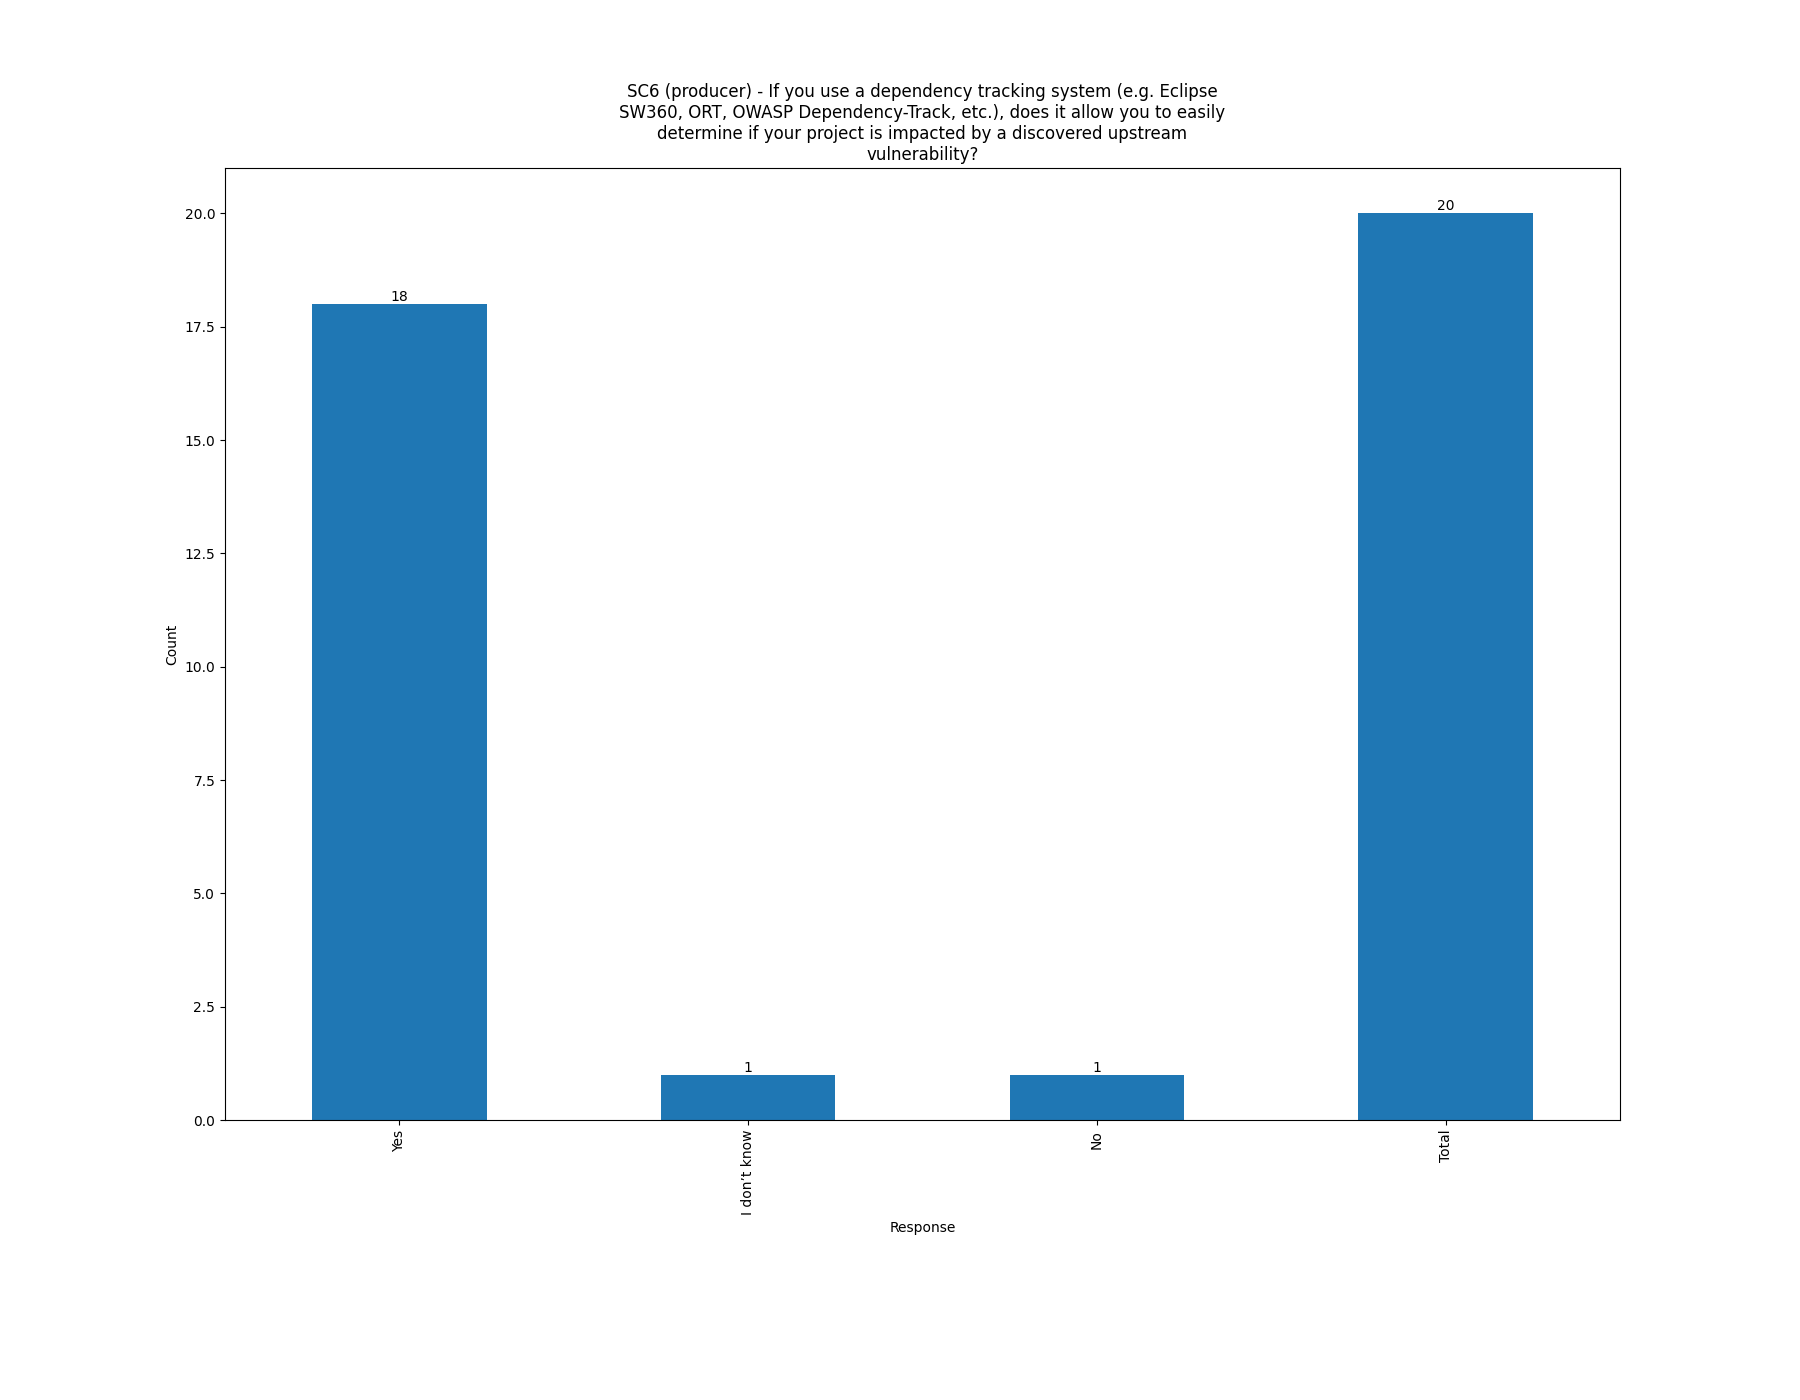 SC6 (producer) - If you use a dependency tracking system (e.g. Eclipse
SW360, ORT, OWASP Dependency-Track, etc.), does it allow you to easily
determine if your project is impacted by a discovered upstream
vulnerability?
20.0
17.5
15.0
12.5
10.0
7.5
5.0
2.5
0.0
Count
18
1
1
20
Yes
I don't know
No
Total
Response